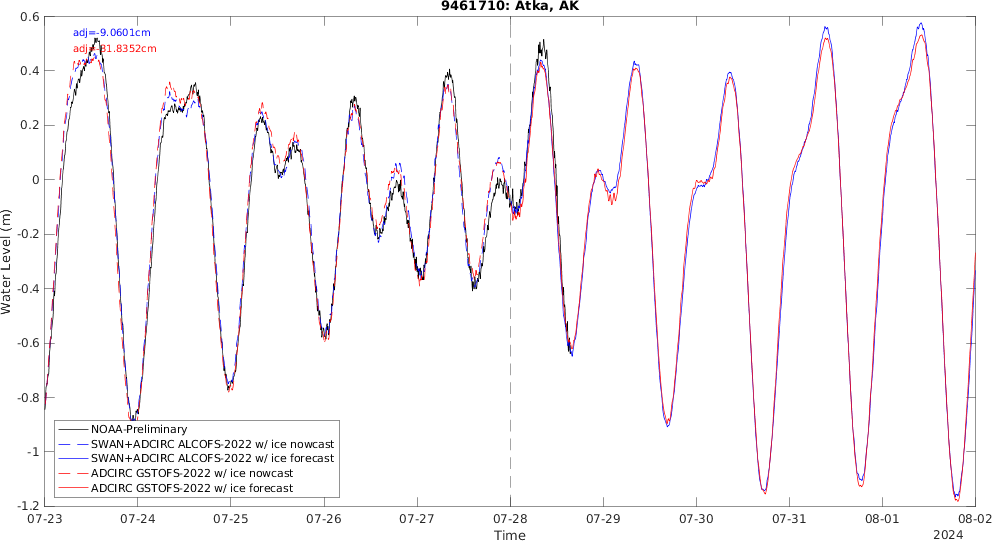 9461710: Atka, AK
adj=-9.0601cm
adj=-81.8352cm
0.6
0.4
0.2
0
-0.2
-0.4
-0.6
-0.8
-1
-1.2
Water Level (m)
NOAA-Preliminary
SWAN+ADCIRC ALCOFS-2022 w/ ice nowcast
SWAN+ADCIRC ALCOFS-2022 w/ ice forecast
ADCIRC GSTOFS-2022 w/ ice nowcast
ADCIRC GSTOFS-2022 w/ ice forecast
07-23 07-24 07-25 07-26 07-27 07-28 07-29 07-30 07-31 08-01 08-02
Time
2024